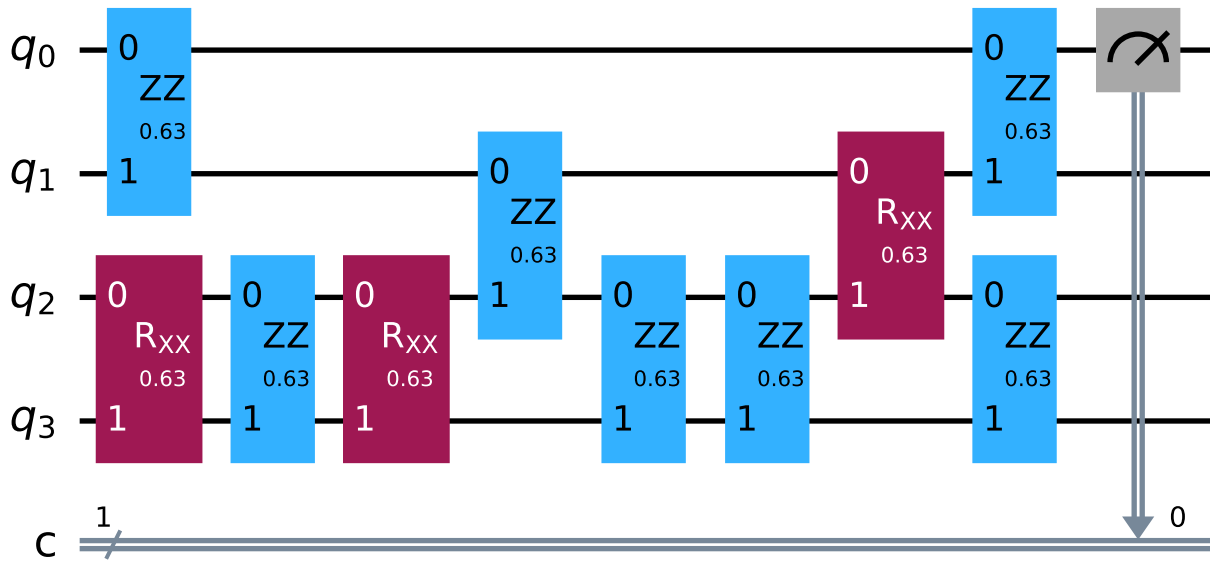 q0 0 0
ZZ ZZ
0.63 0.63
q1 1 0 0 1
ZZ RXX
0.63 0.63
q2 0 0 0 1 0 0 1 0
RXX ZZ RXX ZZ ZZ ZZ
0.63 0.63 0.63 0.63 0.63 0.63
q3 1 1 1 1 1 1
1 0
c